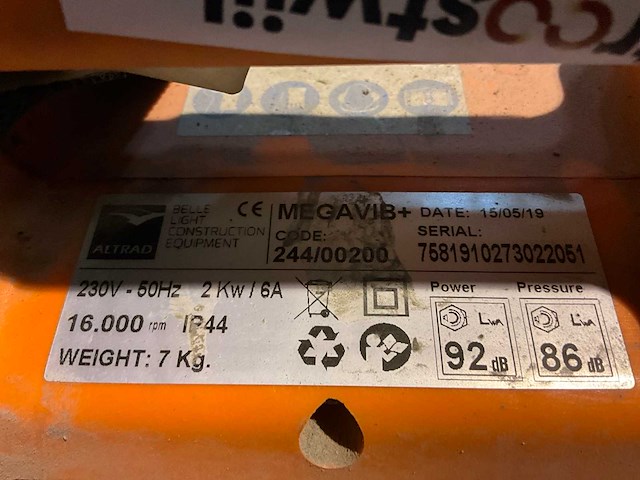 BELLE
LIGHT
CONSTRUCTION
EQUIPMENT
ALTRAD
CE
MEGAVIB+
DATE: 15/05/19
CODE:
244/00200
SERIAL:
7581910273022051
230V - 50Hz 2 Kw / 6A
16.000 rpm IP44
WEIGHT: 7 Kg.
Power
LWA
92 dB
Pressure
LWA
86 dB